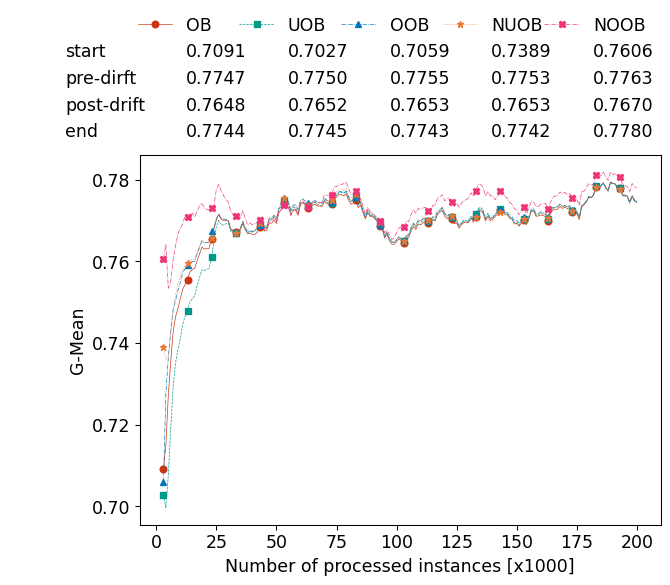 OB UOB OOB NUOB NOOB
start 0.7091 0.7027 0.7059 0.7389 0.7606
pre-dirft 0.7747 0.7750 0.7755 0.7753 0.7763
post-drift 0.7648 0.7652 0.7653 0.7653 0.7670
end 0.7744 0.7745 0.7743 0.7742 0.7780
0.78
0.76
0.74
0.72
0.70
G-Mean
0 25 50 75 100 125 150 175 200
Number of processed instances [x1000]